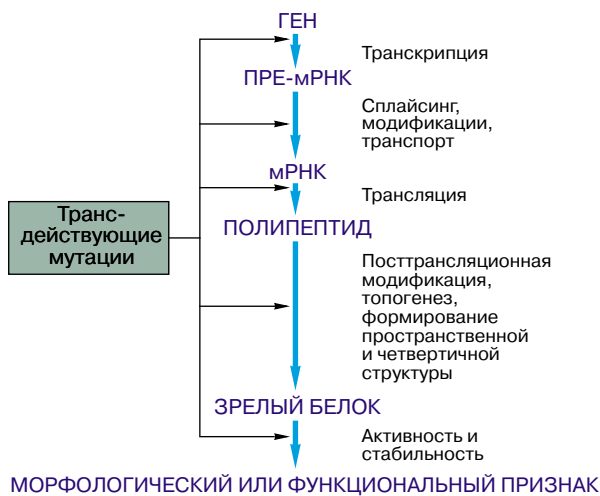 ГЕН
Транскрипция
ПРЕ-мРНК
Сплайсинг,
модификации,
транспорт
мРНК
Трансляция
Транс-
действующие
мутации
ПОЛИПЕПТИД
Посттрансляционная
модификация,
топогенез,
формирование
пространственной
и четвертичной
структуры
ЗРЕЛЫЙ БЕЛОК
Активность и
стабильность
МОРФОЛОГИЧЕСКИЙ ИЛИ ФУНКЦИОНАЛЬНЫЙ ПРИЗНАК